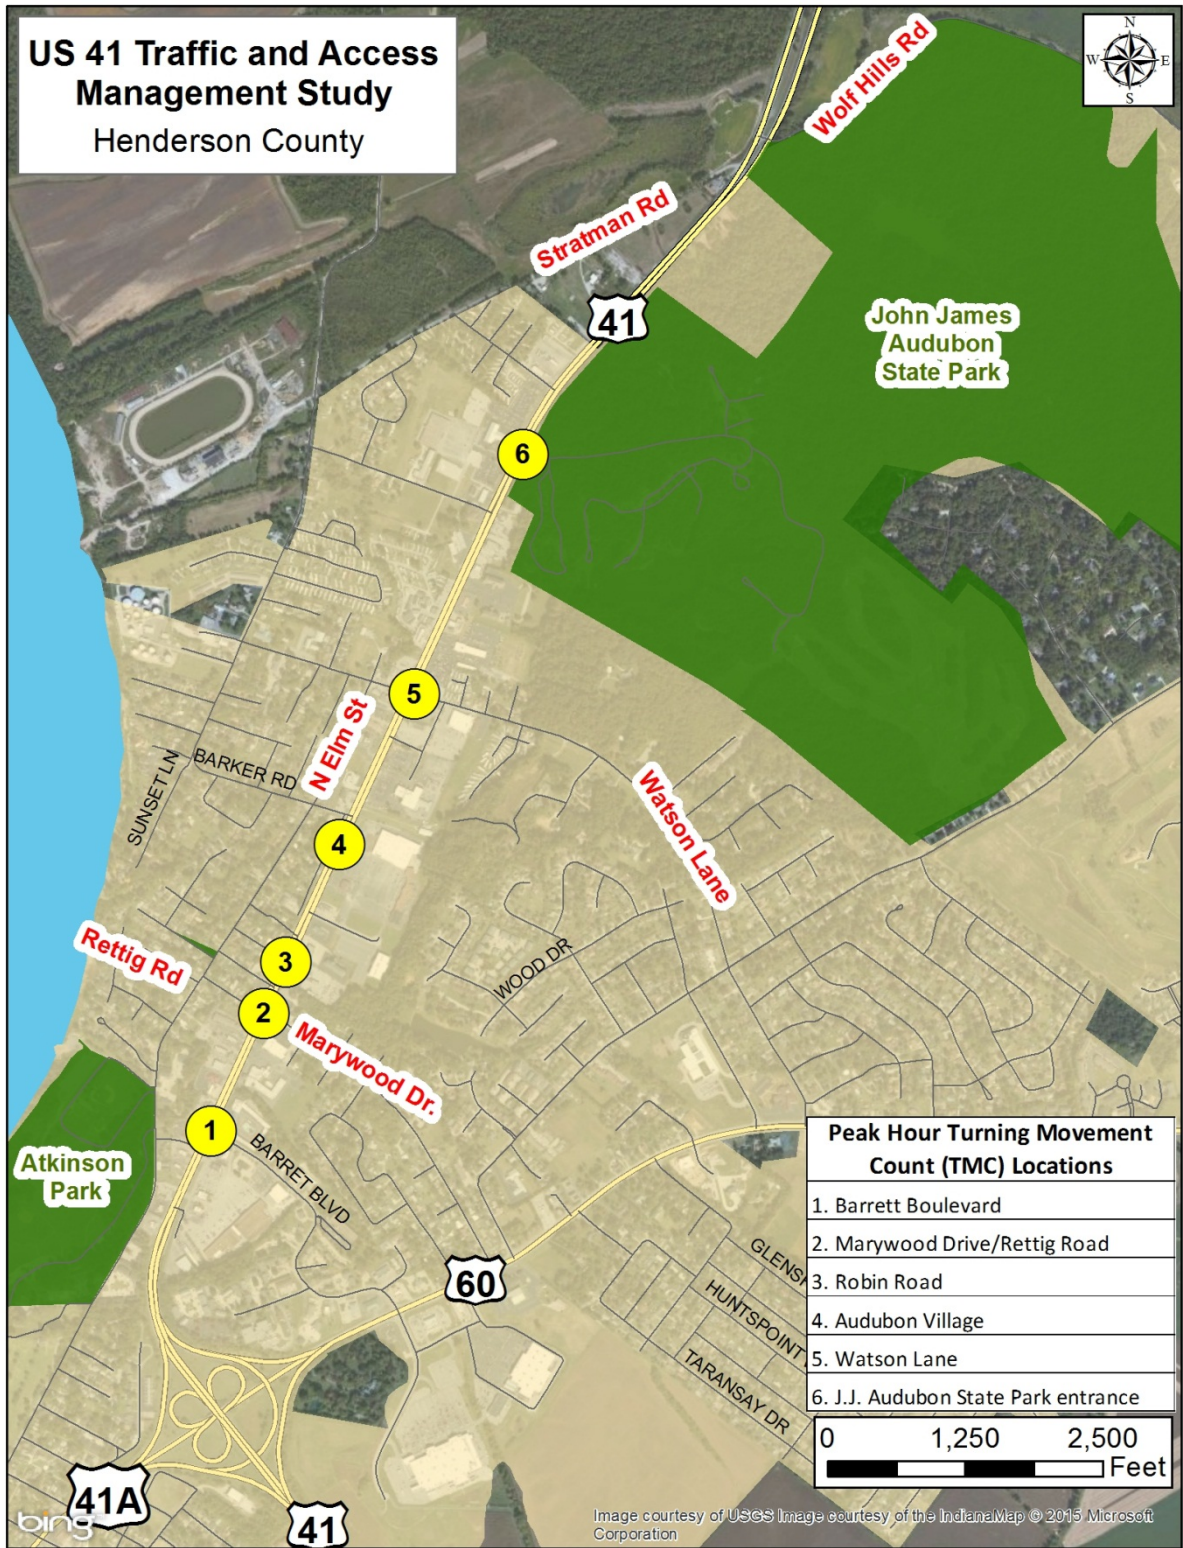 US 41 Traffic and Access
Management Study
Henderson County
N
W
E
S
Wolf Hills Rd
Stratman Rd
41
John James
Audubon
State Park
6
5
N Elm St
BARKER RD
SUNSET LN
Watson Lane
4
Rettig Rd
3
WOOD DR
2
Marywood Dr.
1
BARRET BLVD
Atkinson
Park
60
HUNTSPOINT
TARANSAY DR
Peak Hour Turning Movement
Count (TMC) Locations
1. Barrett Boulevard
2. Marywood Drive/Rettig Road
3. Robin Road
4. Audubon Village
5. Watson Lane
6. J.J. Audubon State Park entrance
0 1,250 2,500
Feet
41A
41
bing
Image courtesy of USGS Image courtesy of the IndianaMap © 2015 Microsoft
Corporation